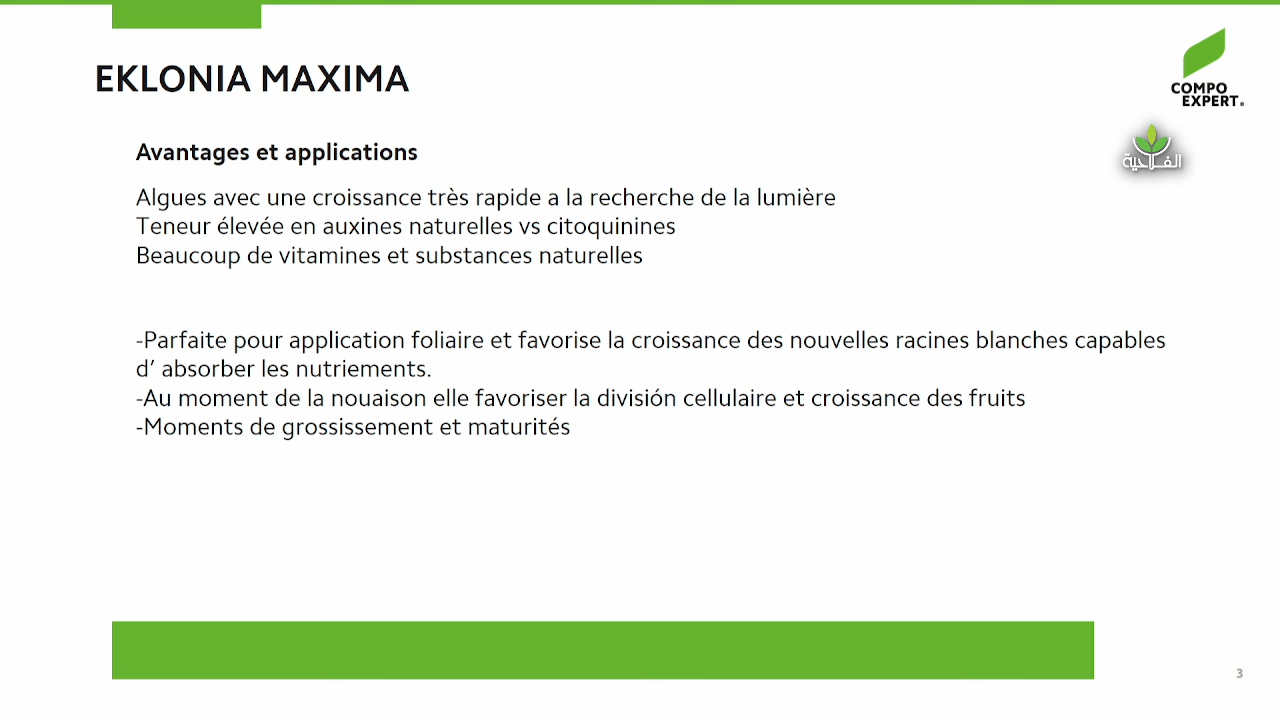 EKLONIA MAXIMA
COMPO
EXPERT
الفلاحية
Avantages et applications
Algues avec une croissance très rapide a la recherche de la lumière
Teneur élevée en auxines naturelles vs citoquinines
Beaucoup de vitamines et substances naturelles
-Parfaite pour application foliaire et favorise la croissance des nouvelles racines blanches capables
d’ absorber les nutriements.
-Au moment de la nouaison elle favoriser la división cellulaire et croissance des fruits
-Moments de grossissement et maturités
3